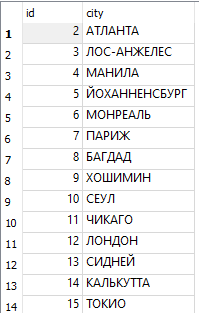 id city
1 2 АТЛАНТА
2 3 ЛОС-АНЖЕЛЕС
3 4 МАНИЛА
4 5 ЙОХАННЕНСБУРГ
5 6 МОНРЕАЛЬ
6 7 ПАРИЖ
7 8 БАГДАД
8 9 ХОШИМИН
9 10 СЕУЛ
10 11 ЧИКАГО
11 12 ЛОНДОН
12 13 СИДНЕЙ
13 14 КАЛЬКУТТА
14 15 ТОКИО